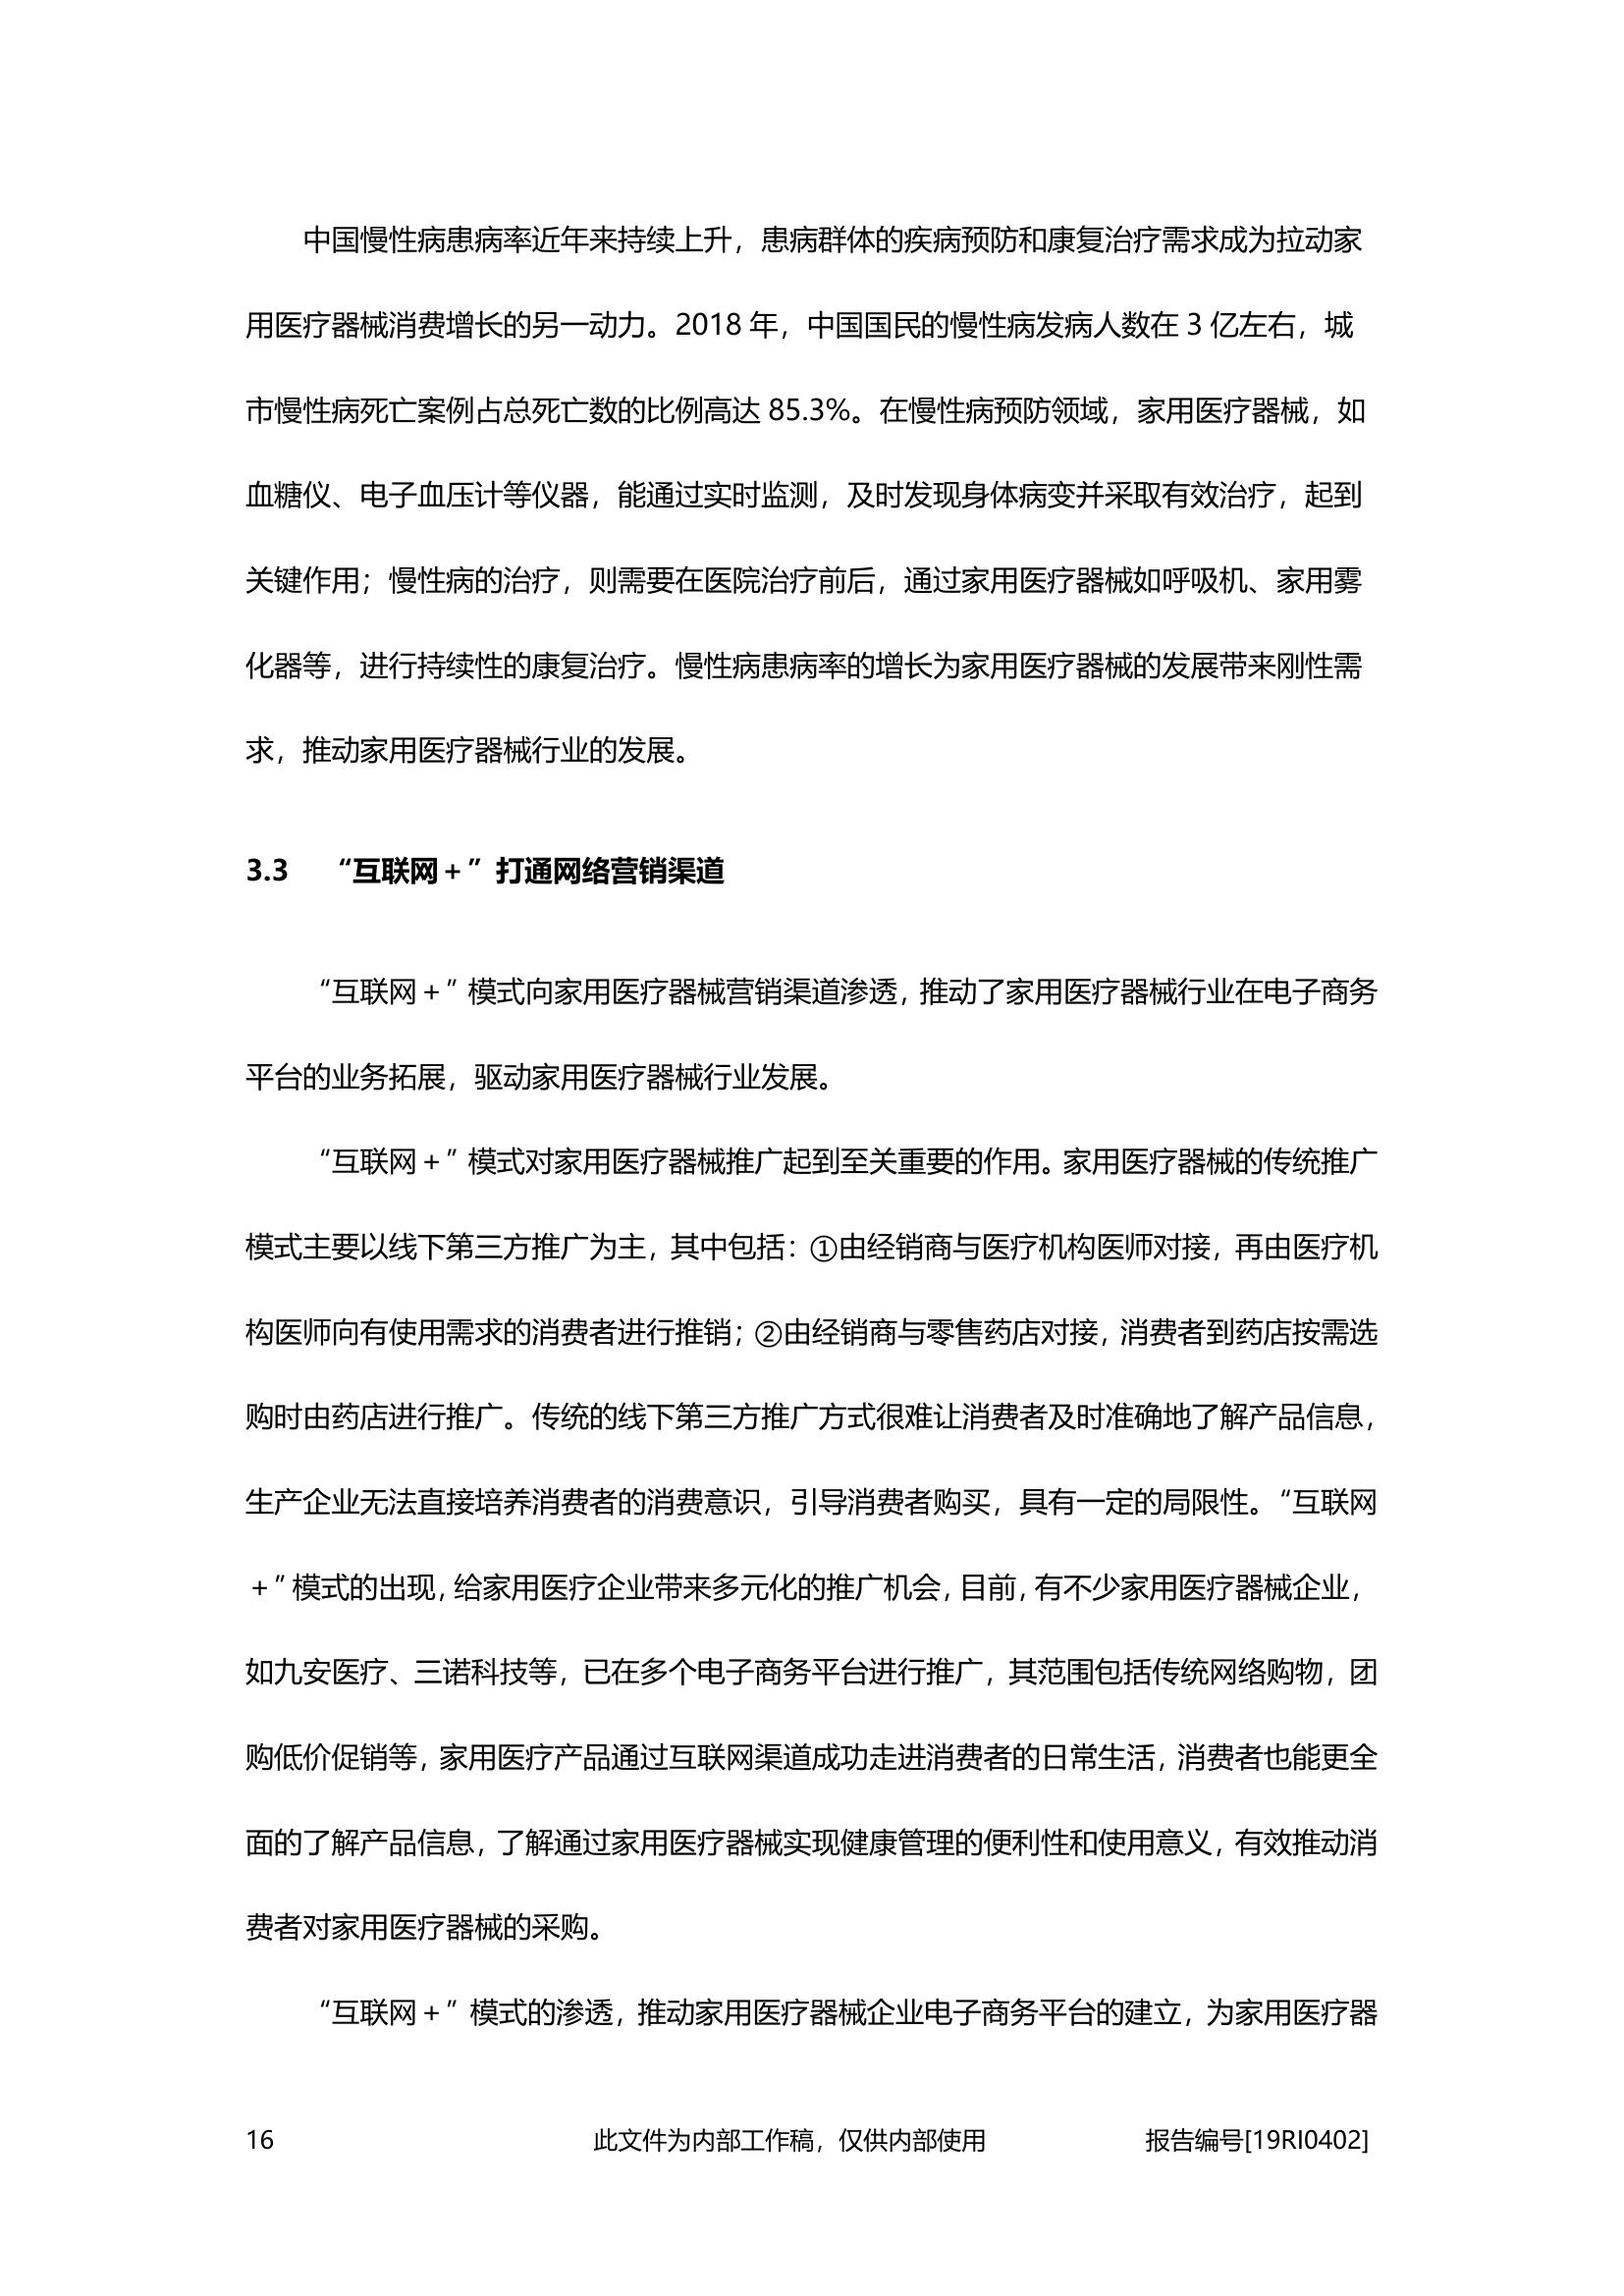 中国慢性病患病率近年来持续上升，患病群体的疾病预防和康复治疗需求成为拉动家
用医疗器械消费增长的另一动力。2018 年，中国国民的慢性病发病人数在 3 亿左右，城
市慢性病死亡案例占总死亡数的比例高达 85.3%。在慢性病预防领域，家用医疗器械，如
血糖仪、电子血压计等仪器，能通过实时监测，及时发现身体病变并采取有效治疗，起到
关键作用；慢性病的治疗，则需要在医院治疗前后，通过家用医疗器械如呼吸机、家用雾
化器等，进行持续性的康复治疗。慢性病患病率的增长为家用医疗器械的发展带来刚性需
求，推动家用医疗器械行业的发展。
3.3 “互联网＋”打通网络营销渠道
“互联网＋”模式向家用医疗器械营销渠道渗透，推动了家用医疗器械行业在电子商务
平台的业务拓展，驱动家用医疗器械行业发展。
“互联网＋”模式对家用医疗器械推广起到至关重要的作用。家用医疗器械的传统推广
模式主要以线下第三方推广为主，其中包括：①由经销商与医疗机构医师对接，再由医疗机
构医师向有使用需求的消费者进行推销；②由经销商与零售药店对接，消费者到药店按需选
购时由药店进行推广。传统的线下第三方推广方式很难让消费者及时准确地了解产品信息，
生产企业无法直接培养消费者的消费意识，引导消费者购买，具有一定的局限性。“互联网
＋”模式的出现，给家用医疗企业带来多元化的推广机会，目前，有不少家用医疗器械企业，
如九安医疗、三诺科技等，已在多个电子商务平台进行推广，其范围包括传统网络购物，团
购低价促销等，家用医疗产品通过互联网渠道成功走进消费者的日常生活，消费者也能更全
面的了解产品信息，了解通过家用医疗器械实现健康管理的便利性和使用意义，有效推动消
费者对家用医疗器械的采购。
“互联网＋”模式的渗透，推动家用医疗器械企业电子商务平台的建立，为家用医疗器
16 此文件为内部工作稿，仅供内部使用 报告编号[19RI0402]